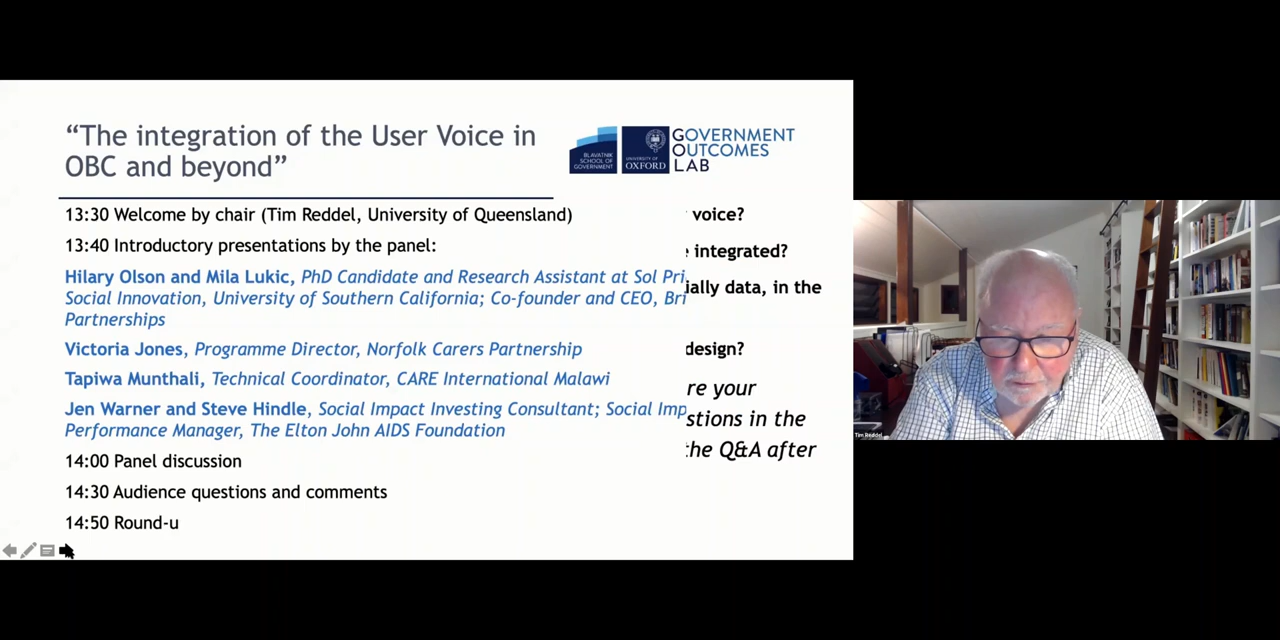 “The integration of the User Voice in
OBC and beyond”
BLAVATNIK
SCHOOL OF
GOVERNMENT
UNIVERSITY OF
OXFORD
GOVERNMENT
OUTCOMES
LAB
13:30 Welcome by chair (Tim Reddel, University of Queensland)
13:40 Introductory presentations by the panel:
Hilary Olson and Mila Lukic, PhD Candidate and Research Assistant at Sol Pri
Social Innovation, University of Southern California; Co-founder and CEO, Bri
Partnerships
Victoria Jones, Programme Director, Norfolk Carers Partnership
Tapiwa Munthali, Technical Coordinator, CARE International Malawi
Jen Warner and Steve Hindle, Social Impact Investing Consultant; Social Imp
Performance Manager, The Elton John AIDS Foundation
14:00 Panel discussion
14:30 Audience questions and comments
14:50 Round-u
voice?
integrated?
ially data, in the
design?
re your
stions in the
the Q&A after
Tim Reddel